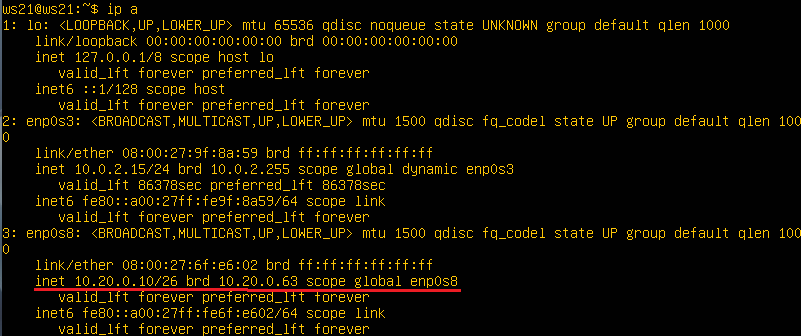 ws21@ws21:~$ ip a
1: lo: <LOOPBACK,UP,LOWER_UP> mtu 65536 qdisc noqueue state UNKNOWN group default qlen 1000
    link/loopback 00:00:00:00:00:00 brd 00:00:00:00:00:00
    inet 127.0.0.1/8 scope host lo
       valid_lft forever preferred_lft forever
    inet6 ::1/128 scope host
       valid_lft forever preferred_lft forever
2: enp0s3: <BROADCAST,MULTICAST,UP,LOWER_UP> mtu 1500 qdisc fq_codel state UP group default qlen 100
0
    link/ether 08:00:27:9f:8a:59 brd ff:ff:ff:ff:ff:ff
    inet 10.0.2.15/24 brd 10.0.2.255 scope global dynamic enp0s3
       valid_lft 86378sec preferred_lft 86378sec
    inet6 fe80::a00:27ff:fe9f:8a59/64 scope link
       valid_lft forever preferred_lft forever
3: enp0s8: <BROADCAST,MULTICAST,UP,LOWER_UP> mtu 1500 qdisc fq_codel state UP group default qlen 100
0
    link/ether 08:00:27:6f:e6:02 brd ff:ff:ff:ff:ff:ff
    inet 10.20.0.10/26 brd 10.20.0.63 scope global enp0s8
       valid_lft forever preferred_lft forever
    inet6 fe80::a00:27ff:fe6f:e602/64 scope link
       valid_lft forever preferred_lft forever